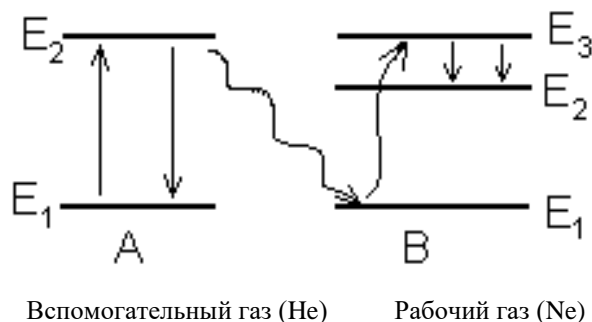 E₂ E₃
E₂
E₁ E₁
A B
Вспомогательный газ (He) Рабочий газ (Ne)